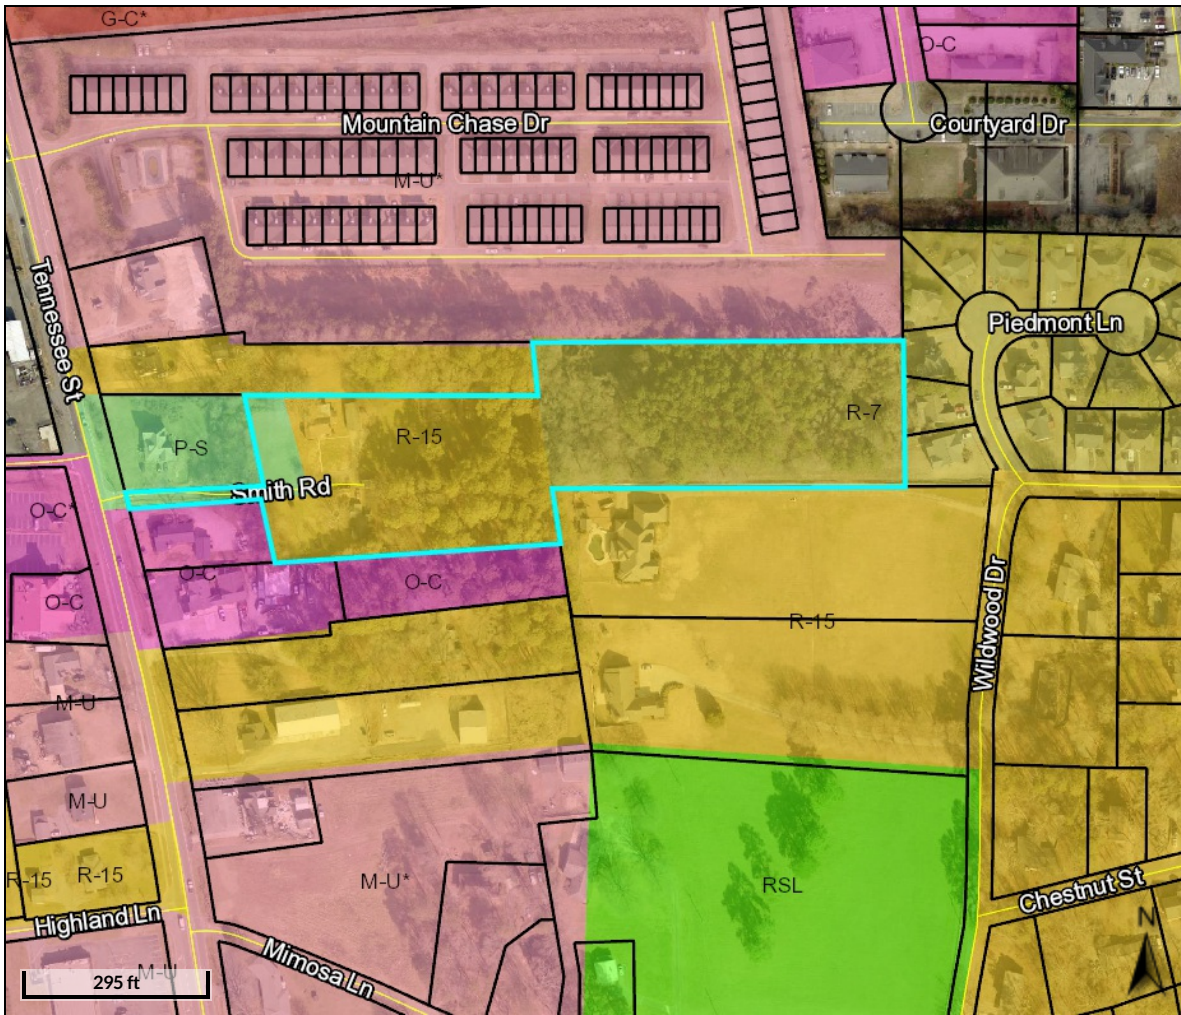 G-C*
O-C
Mountain Chase Dr
Courtyard Dr
M-U*
Tennessee St
Piedmont Ln
R-7
R-15
P-S
Smith Rd
O-C*
O-C
O-C
O-C
R-15
Wildwood Dr
M-U
M-U
R-15
R-15
M-U*
RSL
Chestnut St
Highland Ln
N
Mimosa Ln
M-U
295 ft